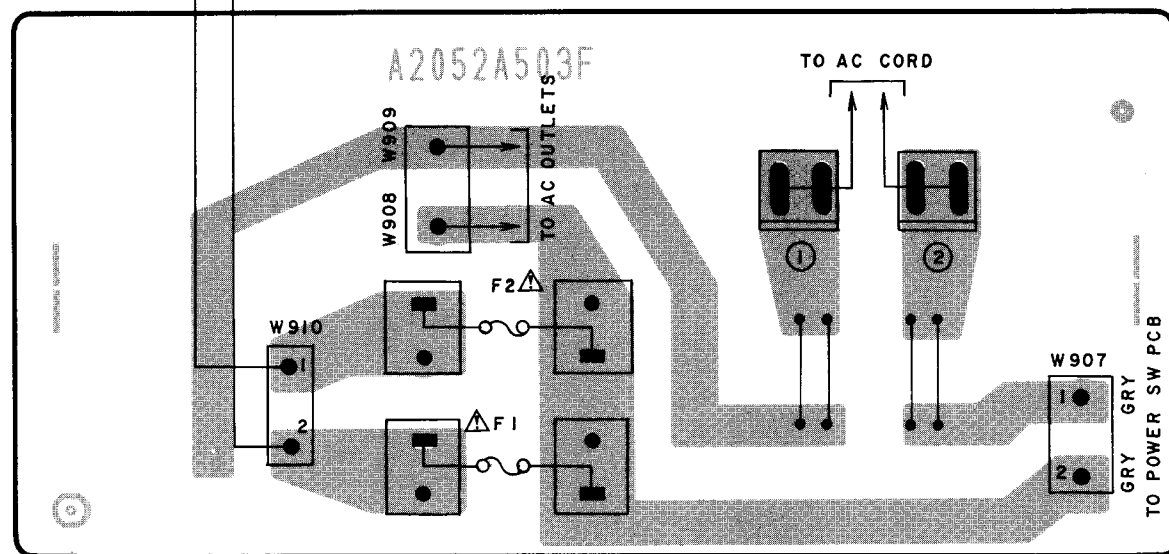 A2052A503F
TO AC CORD
W909
W908
TO AC OUTLETS
1
2
F2
W910
1
2
F1
W907
1
2
GRY
GRY
TO POWER SW PCB